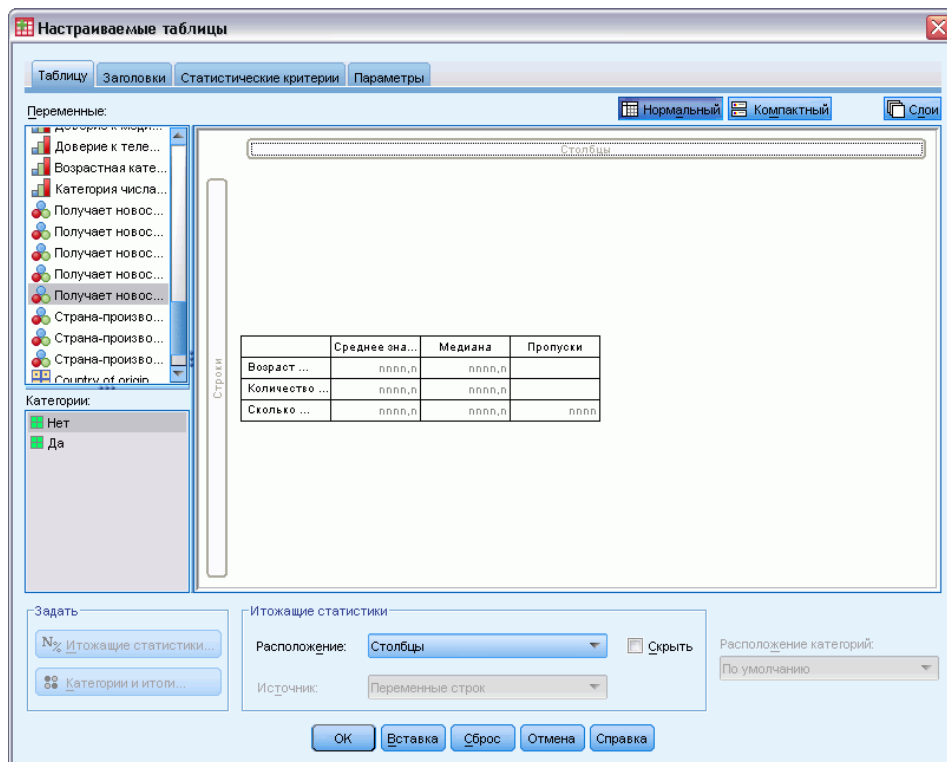 Настраиваемые таблицы
Таблицу Заголовки Статистические критерии Параметры
Переменные:
Нормальный Компактный Слои
Доверие к меди...
Доверие к теле...
Возрастная кате...
Категория числа...
Получает новос...
Получает новос...
Получает новос...
Получает новос...
Получает новос...
Страна-произво...
Страна-произво...
Страна-произво...
Country of origin
Столбцы
Строки
Среднее зна... Медиана Пропуски
Возраст ... nnnn,n nnnn,n
Количество ... nnnn,n nnnn,n
Сколько ... nnnn,n nnnn,n nnnn
Категории:
Нет
Да
Задать
N% Итожащие статистики...
Категории и итоги...
Итожащие статистики
Расположение: Столбцы Скрыть
Источник: Переменные строк
Расположение категорий:
По умолчанию
OK Вставка Сброс Отмена Справка